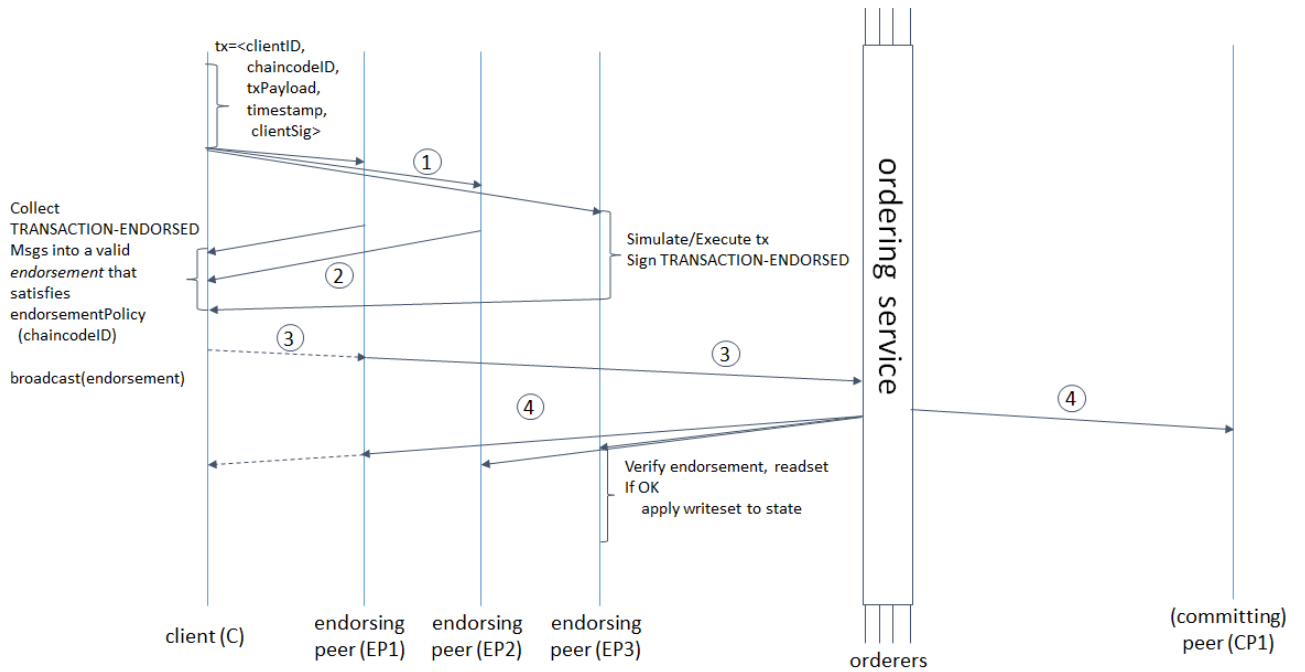 tx=<clientID,
chaincodeID,
txPayload,
timestamp,
clientSig>
1
Collect
TRANSACTION-ENDORSED
Msgs into a valid
endorsement that
satisfies
endorsementPolicy
(chaincodeID)
2
Simulate/Execute tx
Sign TRANSACTION-ENDORSED
ordering service
3
3
broadcast(endorsement)
4
4
Verify endorsement, readset
If OK
apply writeset to state
client (C)
endorsing
peer (EP1)
endorsing
peer (EP2)
endorsing
peer (EP3)
orderers
(committing)
peer (CP1)